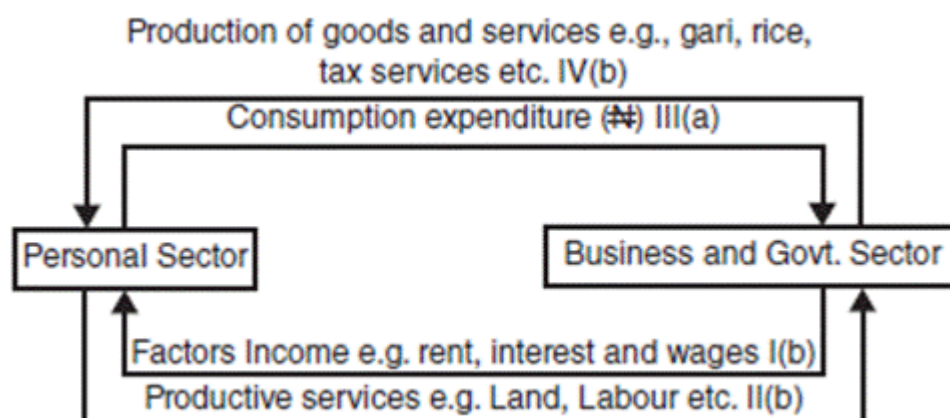 Production of goods and services e.g., gari, rice,
tax services etc. IV(b)
Consumption expenditure (₦) III(a)
Personal Sector
Business and Govt. Sector
Factors Income e.g. rent, interest and wages I(b)
Productive services e.g. Land, Labour etc. II(b)